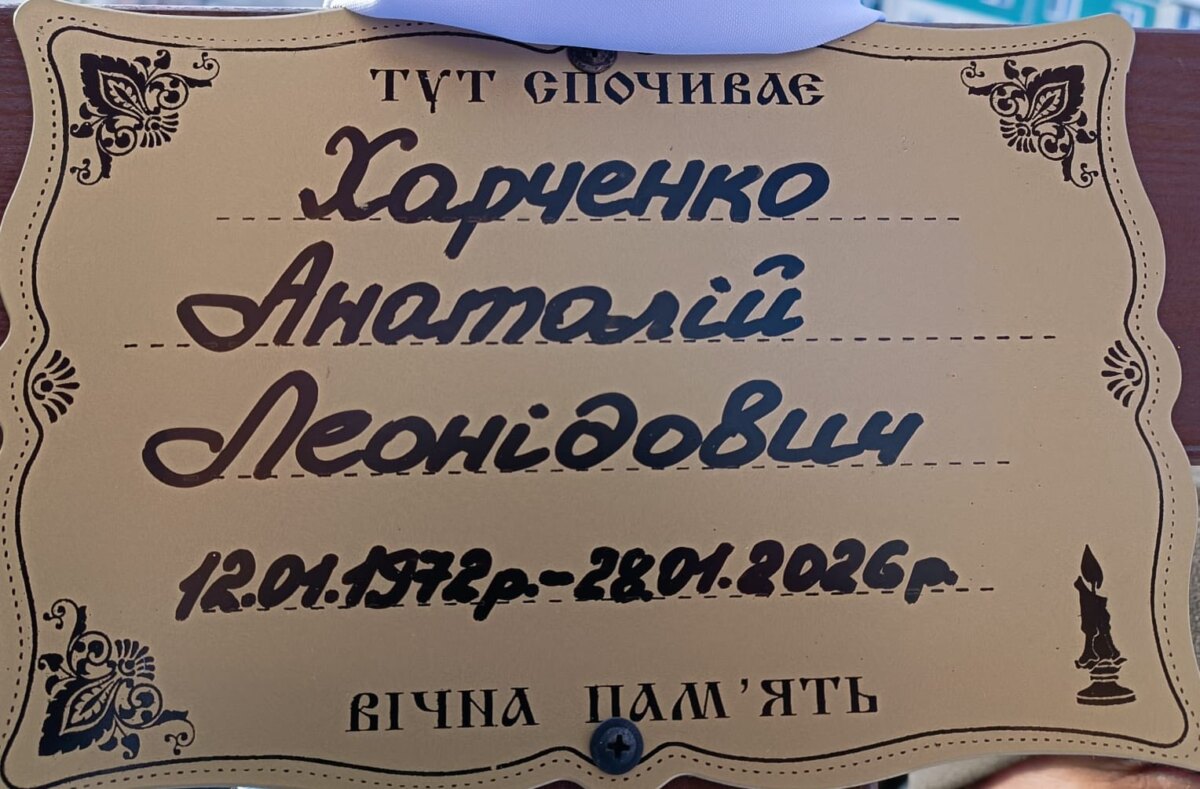 ТУТ СПОЧИВАЄ
Харченко
Анатолій
Леонідович
12.01.1972р.-28.01.2026р.
ВІЧНА ПАМ'ЯТЬ